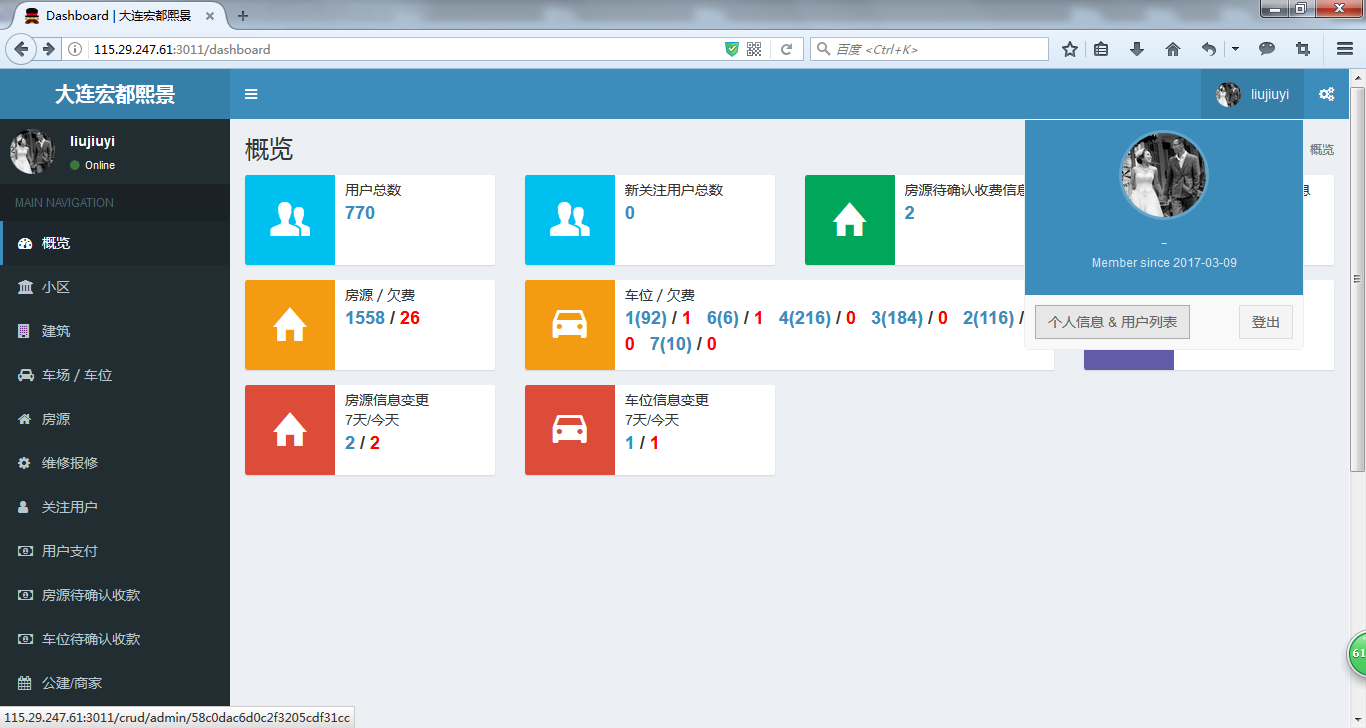 Dashboard | 大连宏都熙景
115.29.247.61:3011/dashboard
百度 <Ctrl+K>
大连宏都熙景
liujiuyi
liujiuyi
Online
MAIN NAVIGATION
概览
小区
建筑
车场 / 车位
房源
维修报修
关注用户
用户支付
房源待确认收款
车位待确认收款
公建/商家
概览
概览
用户总数
770
新关注用户总数
0
房源待确认收费信息
2
息
房源 / 欠费
1558 / 26
车位 / 欠费
1(92) / 1 6(6) / 1 4(216) / 0 3(184) / 0 2(116) /
0 7(10) / 0
房源信息变更
7天/今天
2 / 2
车位信息变更
7天/今天
1 / 1
–
Member since 2017-03-09
个人信息 & 用户列表
登出
61
115.29.247.61:3011/crud/admin/58c0dac6d0c2f3205cdf31cc